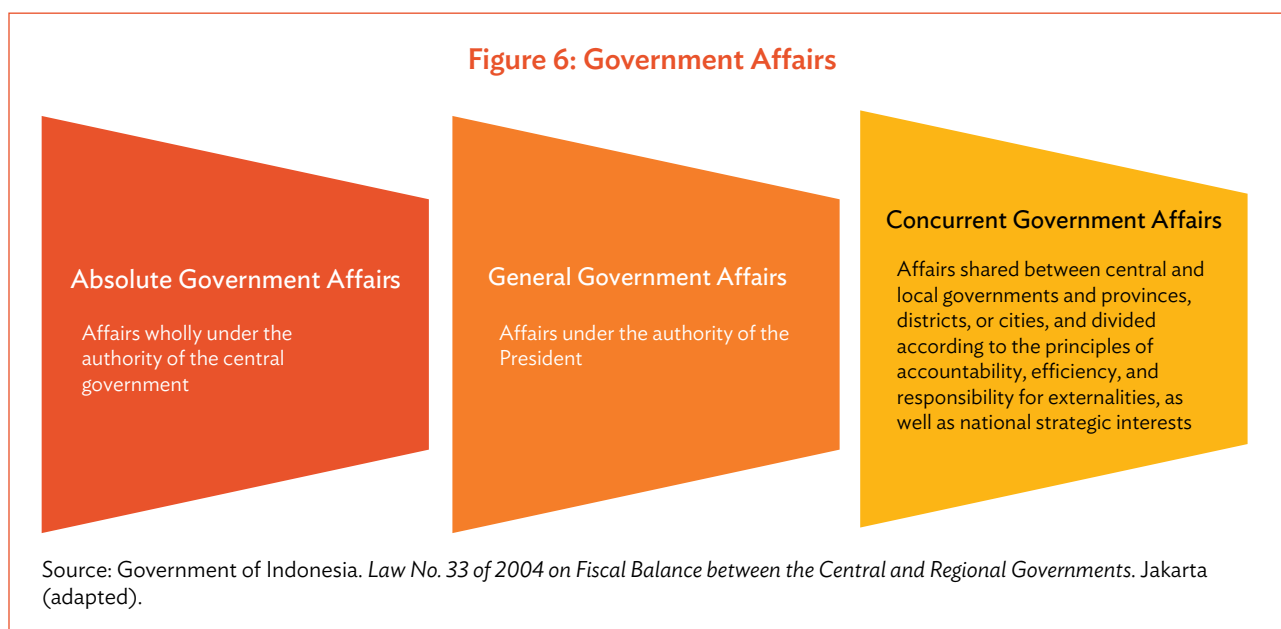 Figure 6: Government Affairs
Absolute Government Affairs
Affairs wholly under the
authority of the central
government
General Government Affairs
Affairs under the authority of the
President
Concurrent Government Affairs
Affairs shared between central and
local governments and provinces,
districts, or cities, and divided
according to the principles of
accountability, efficiency, and
responsibility for externalities, as
well as national strategic interests
Source: Government of Indonesia. Law No. 33 of 2004 on Fiscal Balance between the Central and Regional Governments. Jakarta
(adapted).